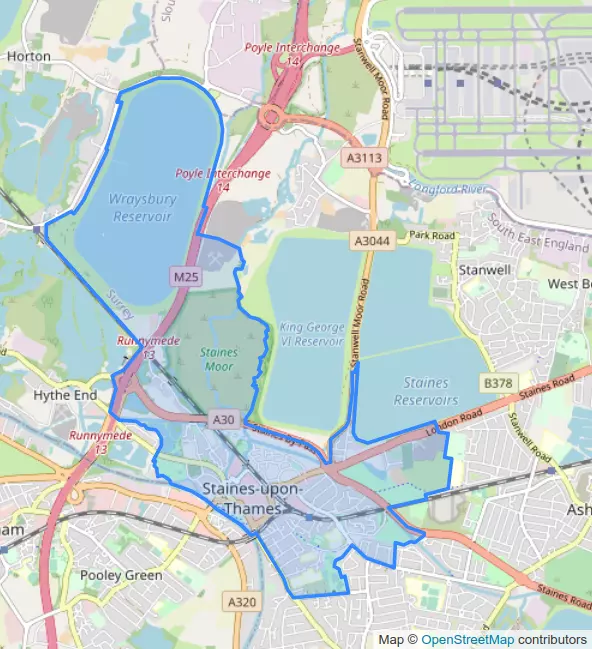 Slou
Horton
Poyle Interchange
14
Stanwell Moor Road
A3113
Longford River
Poyle Interchange
14
Wraysbury
Reservoir
A3044
Park Road
South East England
Stanwell
M25
West Be
Surrey
King George
VI Reservoir
Stanwell Moor Road
Runnymede
13
Staines
Moor
Staines
Reservoirs
B378
Staines Road
Hythe End
A30
Staines By-Pass
London Road
Stanwell Road
Runnymede
13
Staines-upon-
Thames
Ash
am
Pooley Green
A320
Staines Road
Map © OpenStreetMap contributors